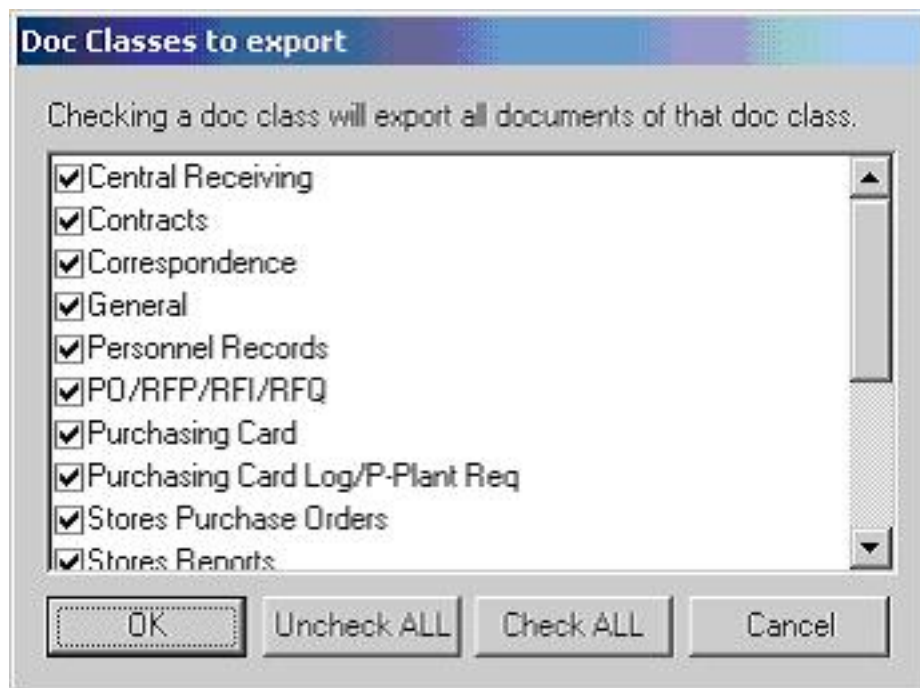 Doc Classes to export
Checking a doc class will export all documents of that doc class.
Central Receiving
Contracts
Correspondence
General
Personnel Records
PO/RFP/RFI/RFQ
Purchasing Card
Purchasing Card Log/P-Plant Req
Stores Purchase Orders
Stores Reports
OK Uncheck ALL Check ALL Cancel